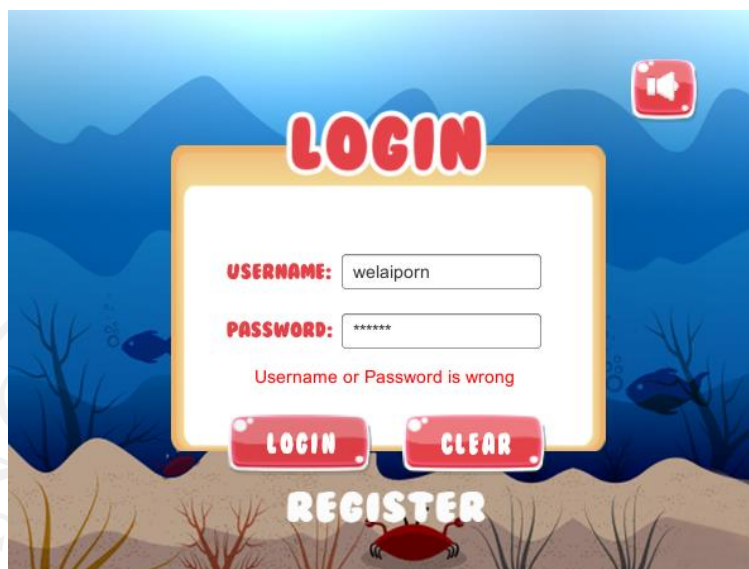 LOGIN
USERNAME: welaiporn
PASSWORD: ******
Username or Password is wrong
LOGIN CLEAR
REGISTER